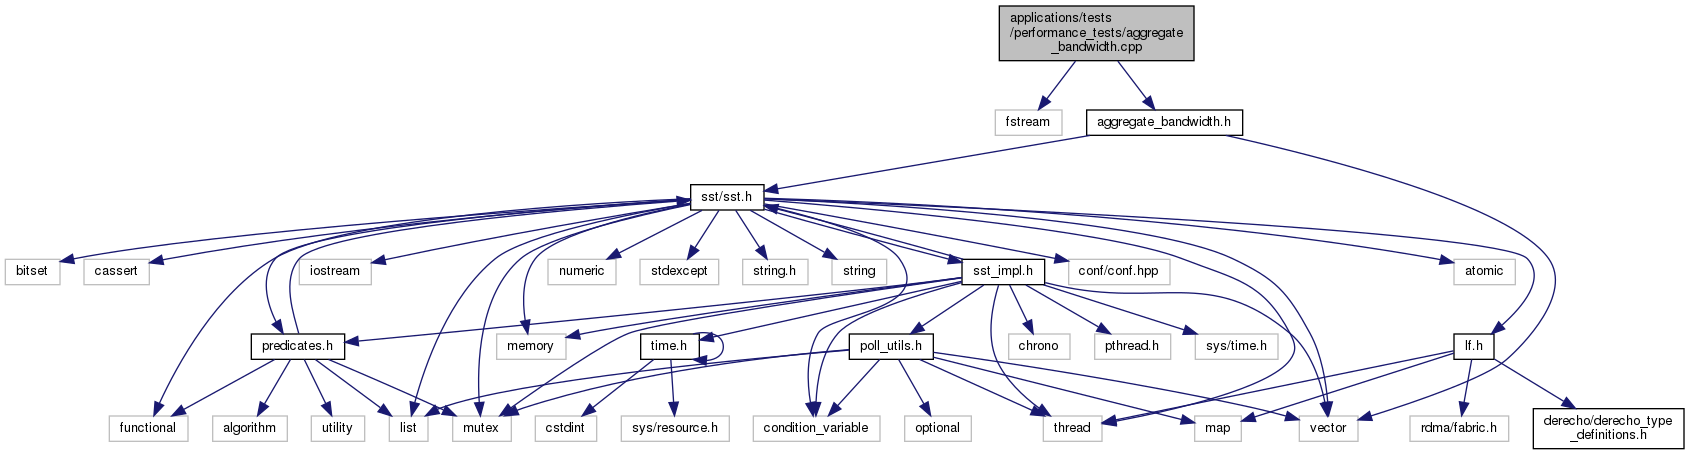 applications/tests
/performance_tests/aggregate
_bandwidth.cpp
fstream
aggregate_bandwidth.h
sst/sst.h
bitset
cassert
iostream
numeric
stdexcept
string.h
string
sst_impl.h
conf/conf.hpp
atomic
predicates.h
memory
time.h
poll_utils.h
chrono
pthread.h
sys/time.h
lf.h
functional
algorithm
utility
list
mutex
cstdint
sys/resource.h
condition_variable
optional
thread
map
vector
rdma/fabric.h
derecho/derecho_type
_definitions.h